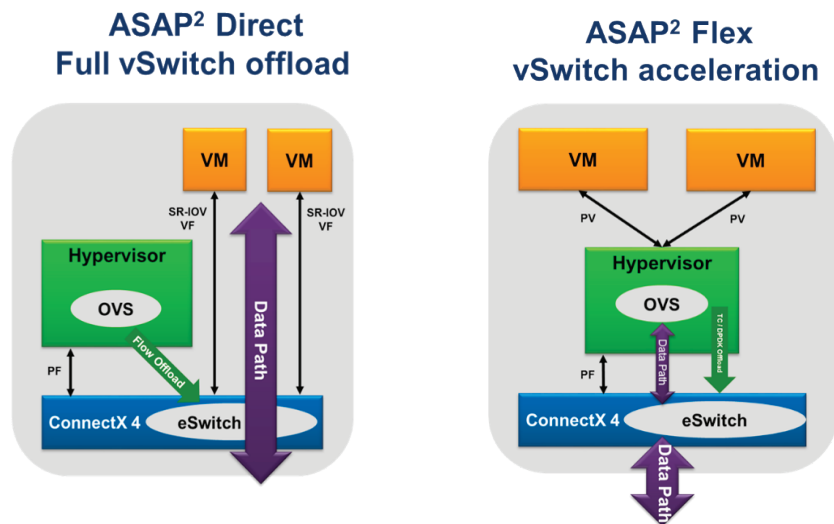 ASAP² Direct
Full vSwitch offload
VM
VM
SR-IOV
VF
SR-IOV
VF
Hypervisor
OVS
Flow Offload
Data Path
PF
ConnectX 4
eSwitch
ASAP² Flex
vSwitch acceleration
VM
VM
PV
PV
Hypervisor
OVS
Data Path
TC / DPDK Offload
PF
ConnectX 4
eSwitch
Data Path